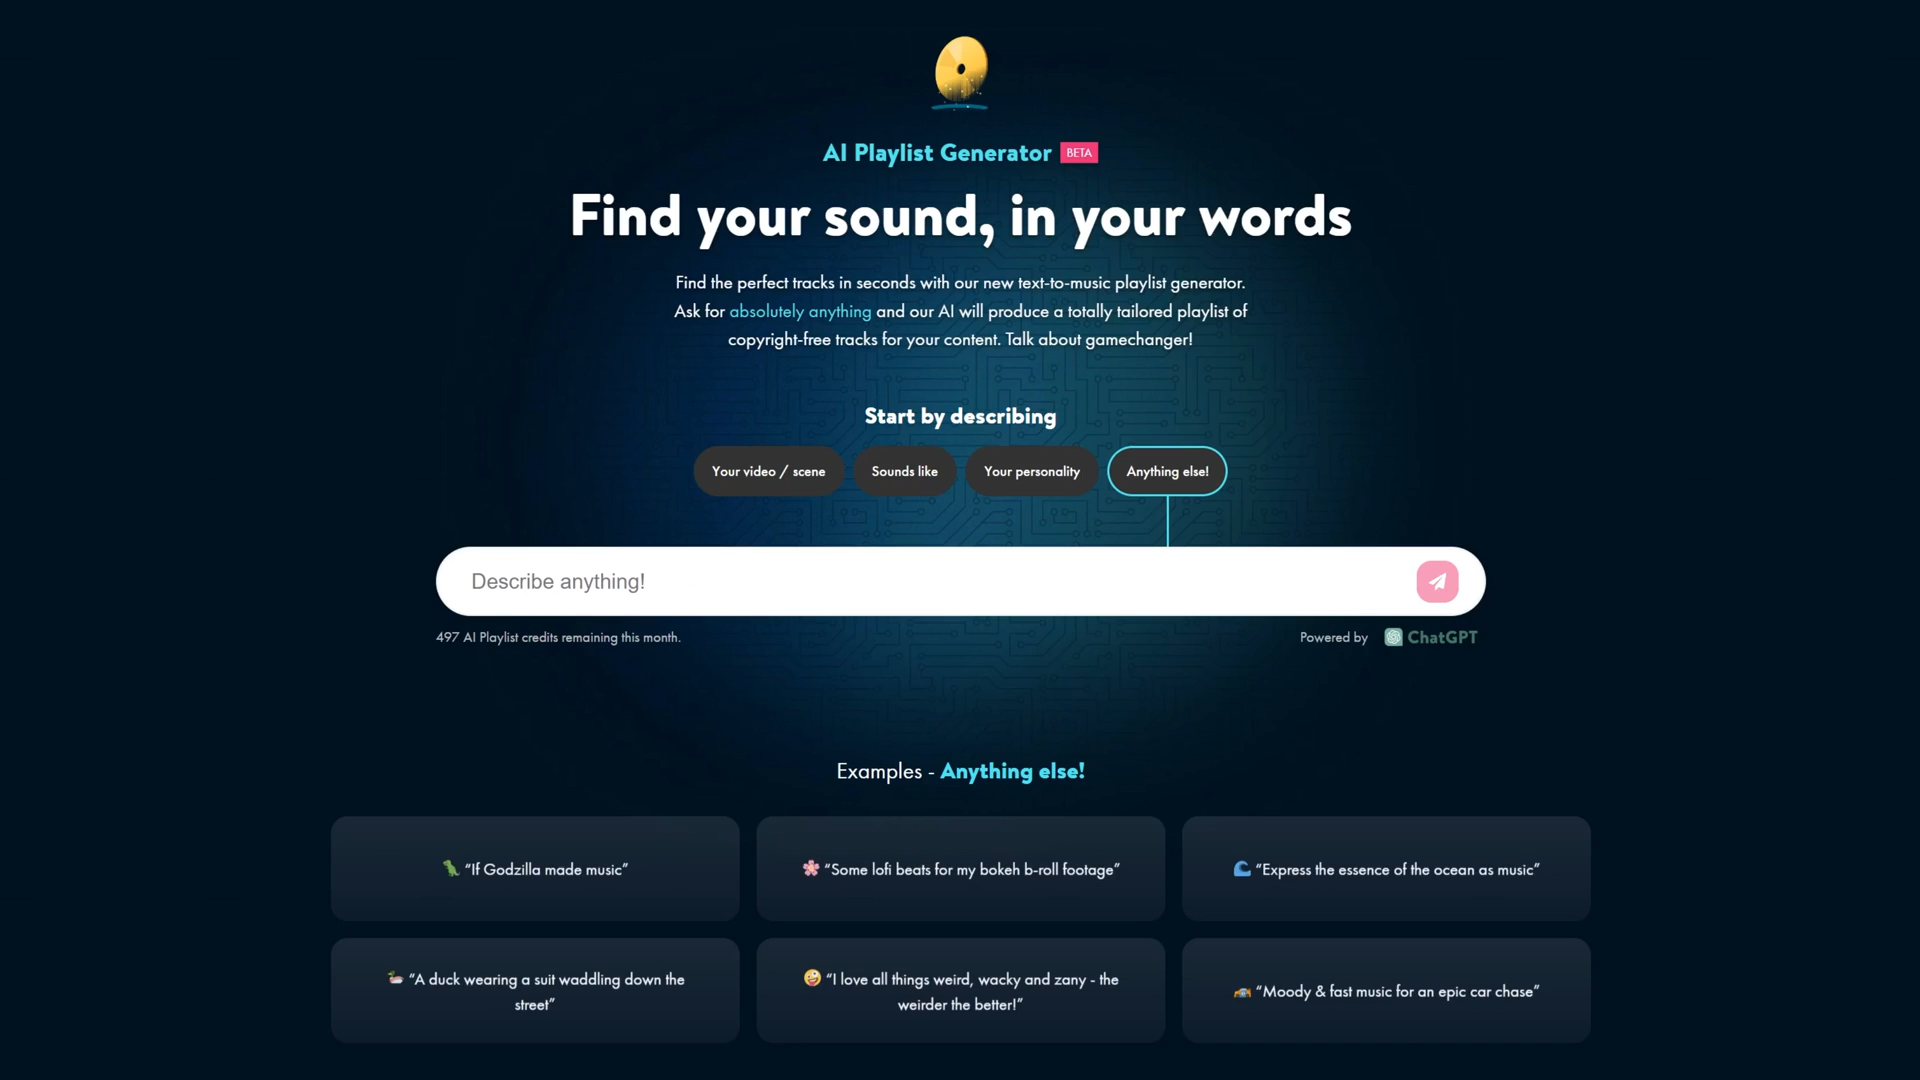 AI Playlist Generator BETA
Find your sound, in your words
Find the perfect tracks in seconds with our new text-to-music playlist generator.
Ask for absolutely anything and our AI will produce a totally tailored playlist of
copyright-free tracks for your content. Talk about gamechanger!
Start by describing
Your video / scene Sounds like Your personality Anything else!
Describe anything!
497 AI Playlist credits remaining this month. Powered by ChatGPT
Examples - Anything else!
🦖 “If Godzilla made music”
🌸 “Some lofi beats for my bokeh b-roll footage”
🌊 “Express the essence of the ocean as music”
🦆 “A duck wearing a suit waddling down the
street”
🤪 “I love all things weird, wacky and zany - the
weirder the better!”
“Moody & fast music for an epic car chase”